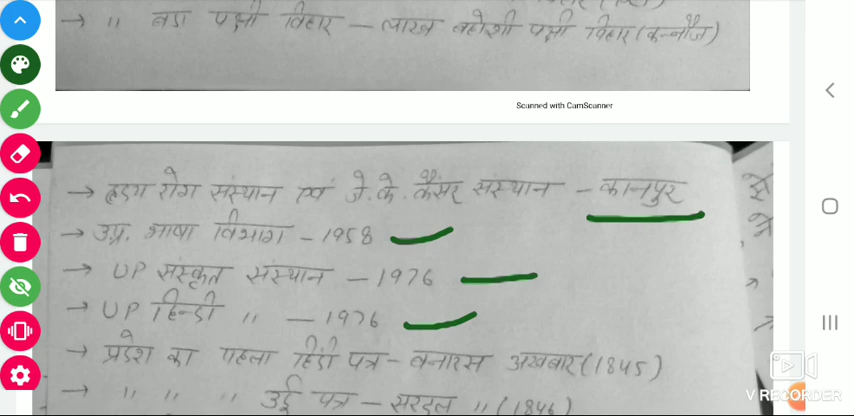 → " बडा पक्षी विहार – लाख बहोशी पक्षी विहार (कन्नौज)
Scanned with CamScanner
→ हृदय रोग संस्थान एवं जे.के. कैंसर संस्थान – कानपुर
→ उ.प्र. भाषा विभाग – 1958
→ UP संस्कृत संस्थान – 1976
→ UP हिन्दी " – 1976
→ प्रदेश का पहला हिंदी पत्र – बनारस अखबार (1845)
→ " " " उर्दू पत्र – सरदल " (1846)
V RECORDER